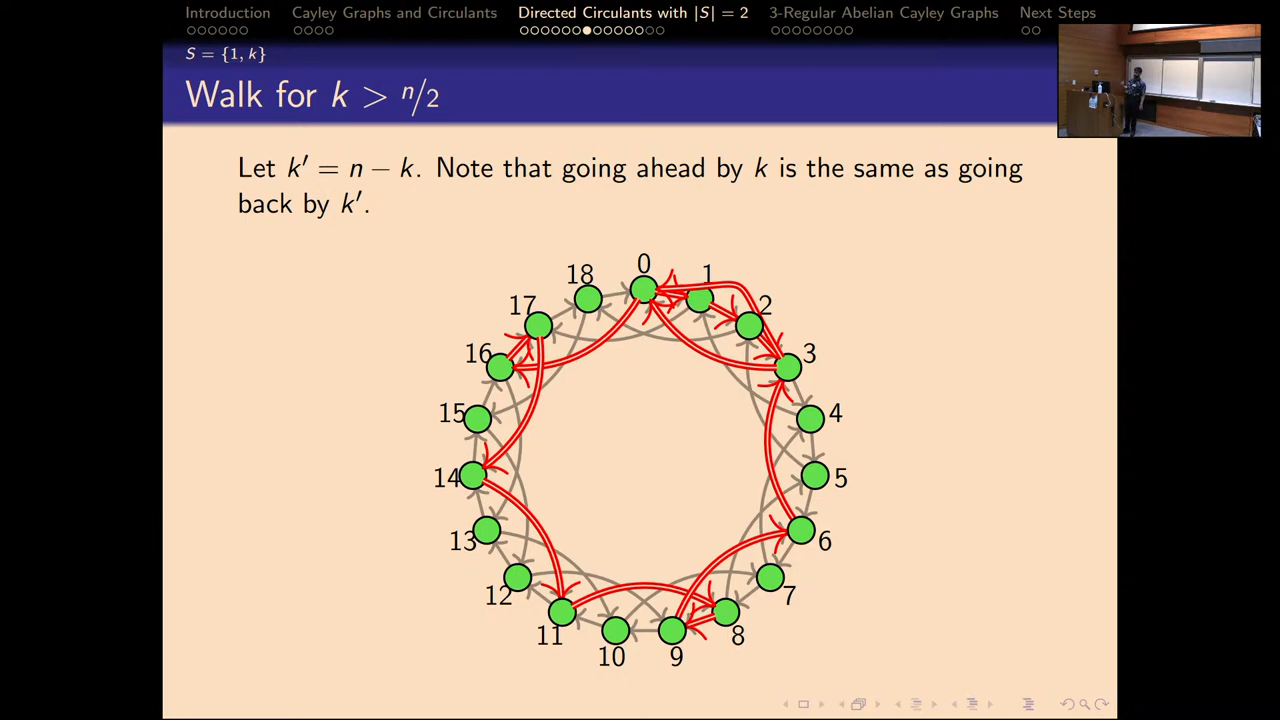 Introduction Cayley Graphs and Circulants Directed Circulants with |S| = 2 3-Regular Abelian Cayley Graphs Next Steps
S = {1, k}
Walk for k > n/2
Let k′ = n − k. Note that going ahead by k is the same as going
back by k′.
0
18 1
17 2
16 3
15 4
14 5
13 6
12 7
11 8
10 9